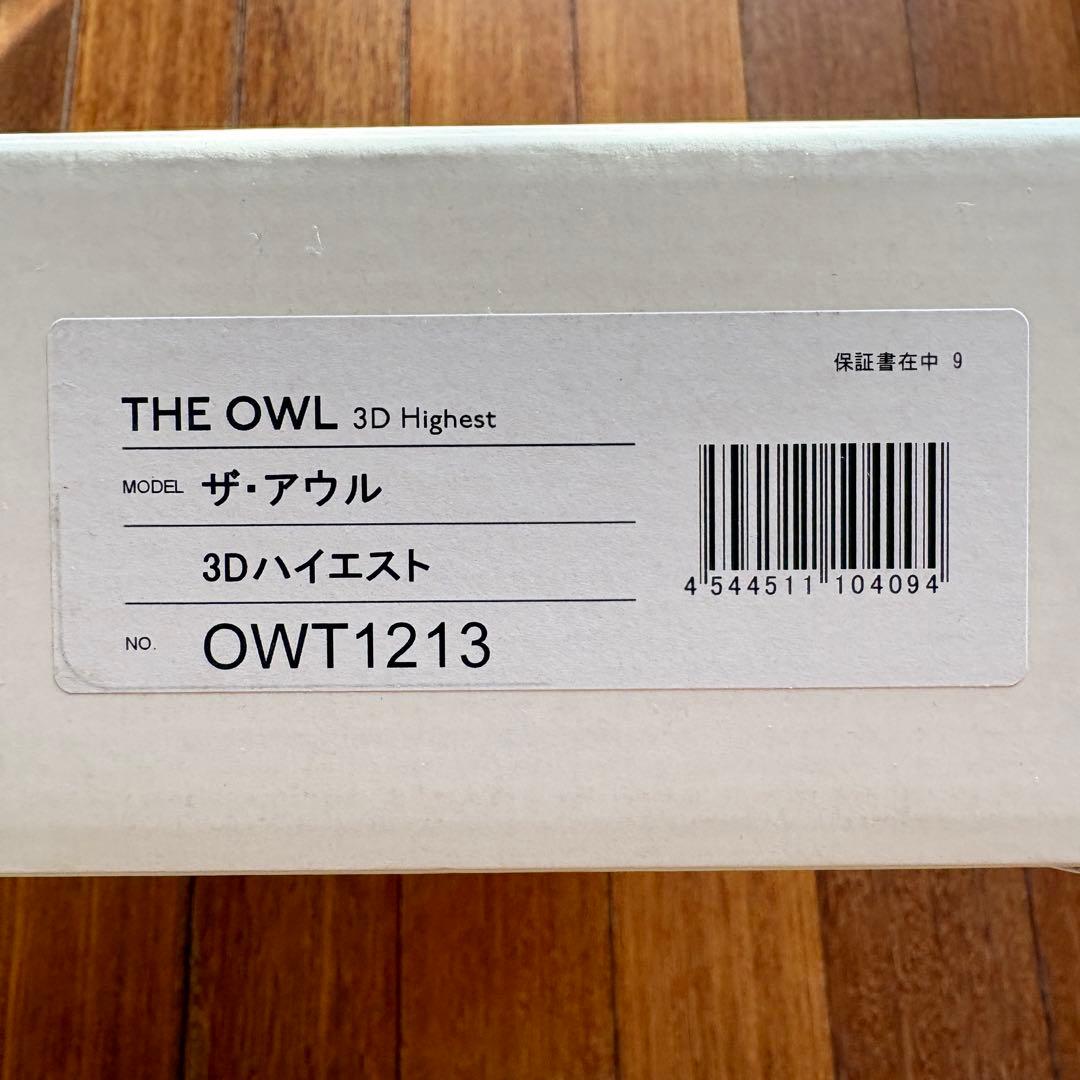 保証書在中 9
THE OWL 3D Highest
MODEL ザ・アウル
3Dハイエスト
NO. OWT1213
4 544511 104094